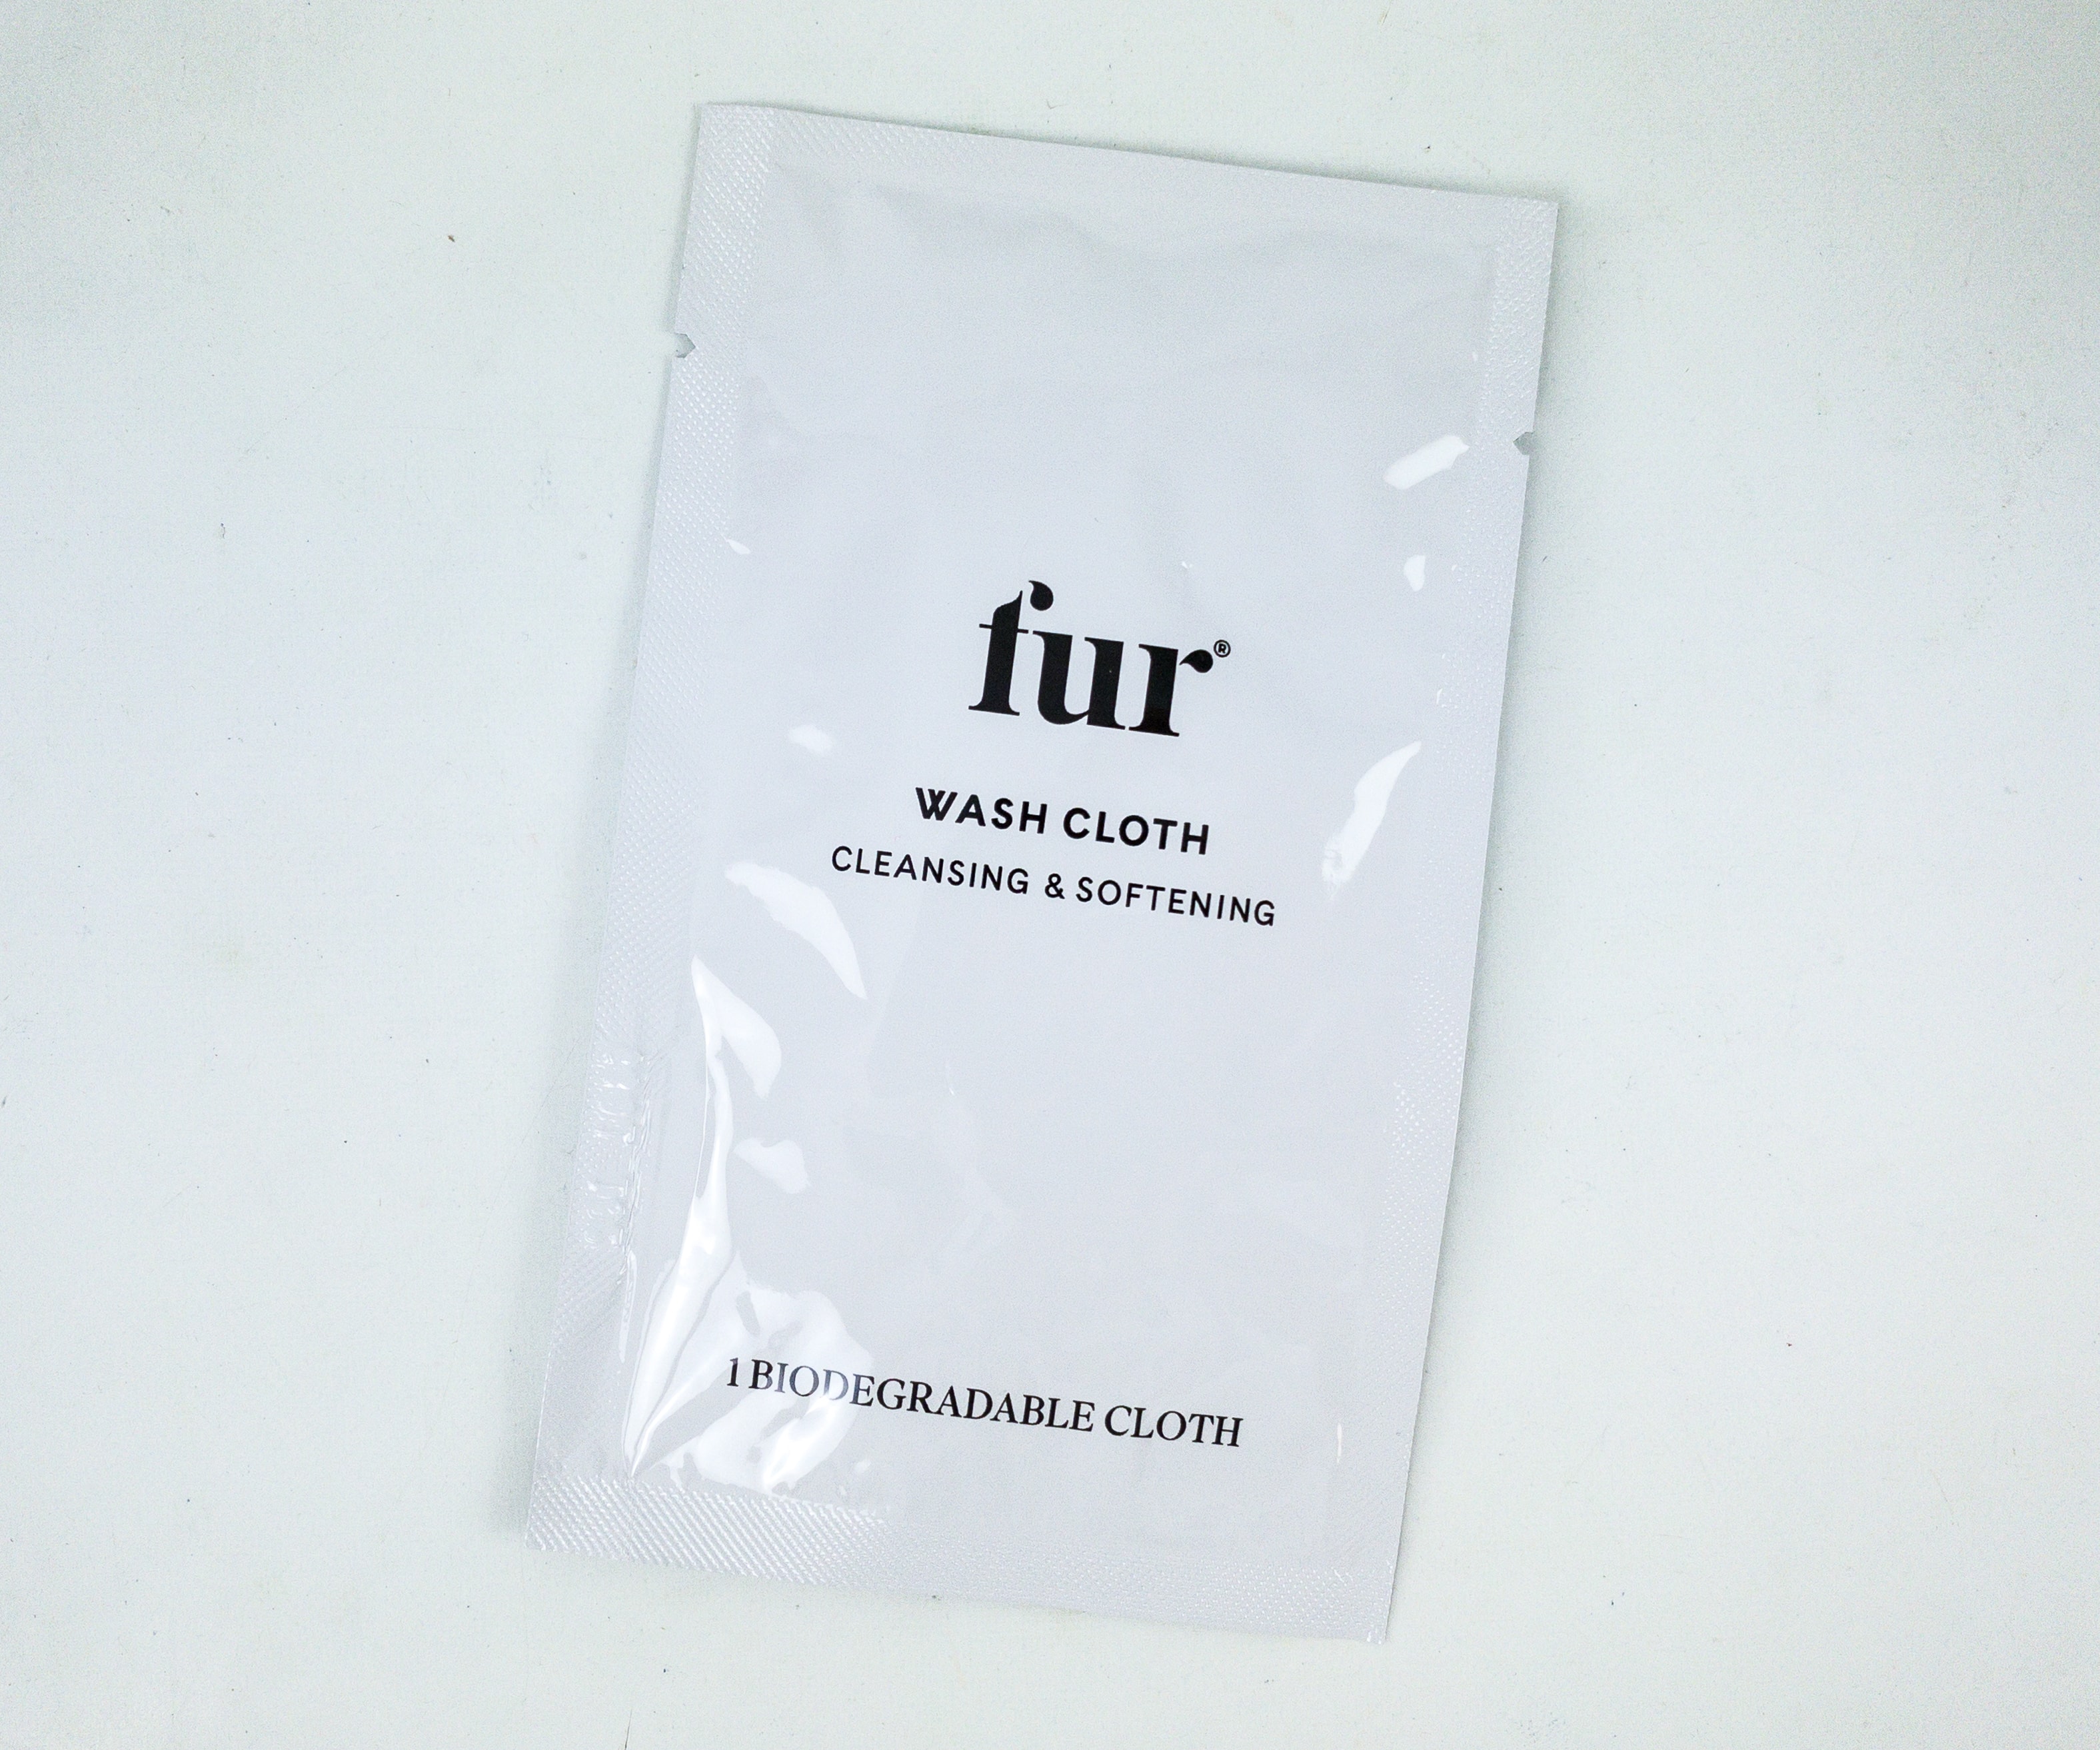 fur®
WASH CLOTH
CLEANSING & SOFTENING
1 BIODEGRADABLE CLOTH